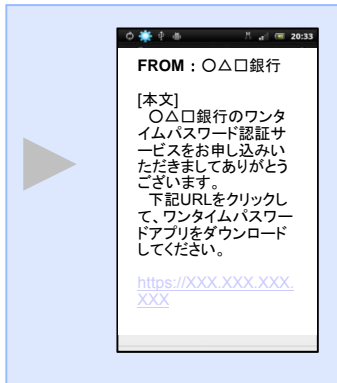 20:33
FROM：○△□銀行
[本文]
　○△□銀行のワンタ
イムパスワード認証サ
ービスをお申し込みい
ただきましてありがとう
ございます。
　下記URLをクリックし
て、ワンタイムパスワー
ドアプリをダウンロード
してください。
https://XXX.XXX.XXX.
XXX